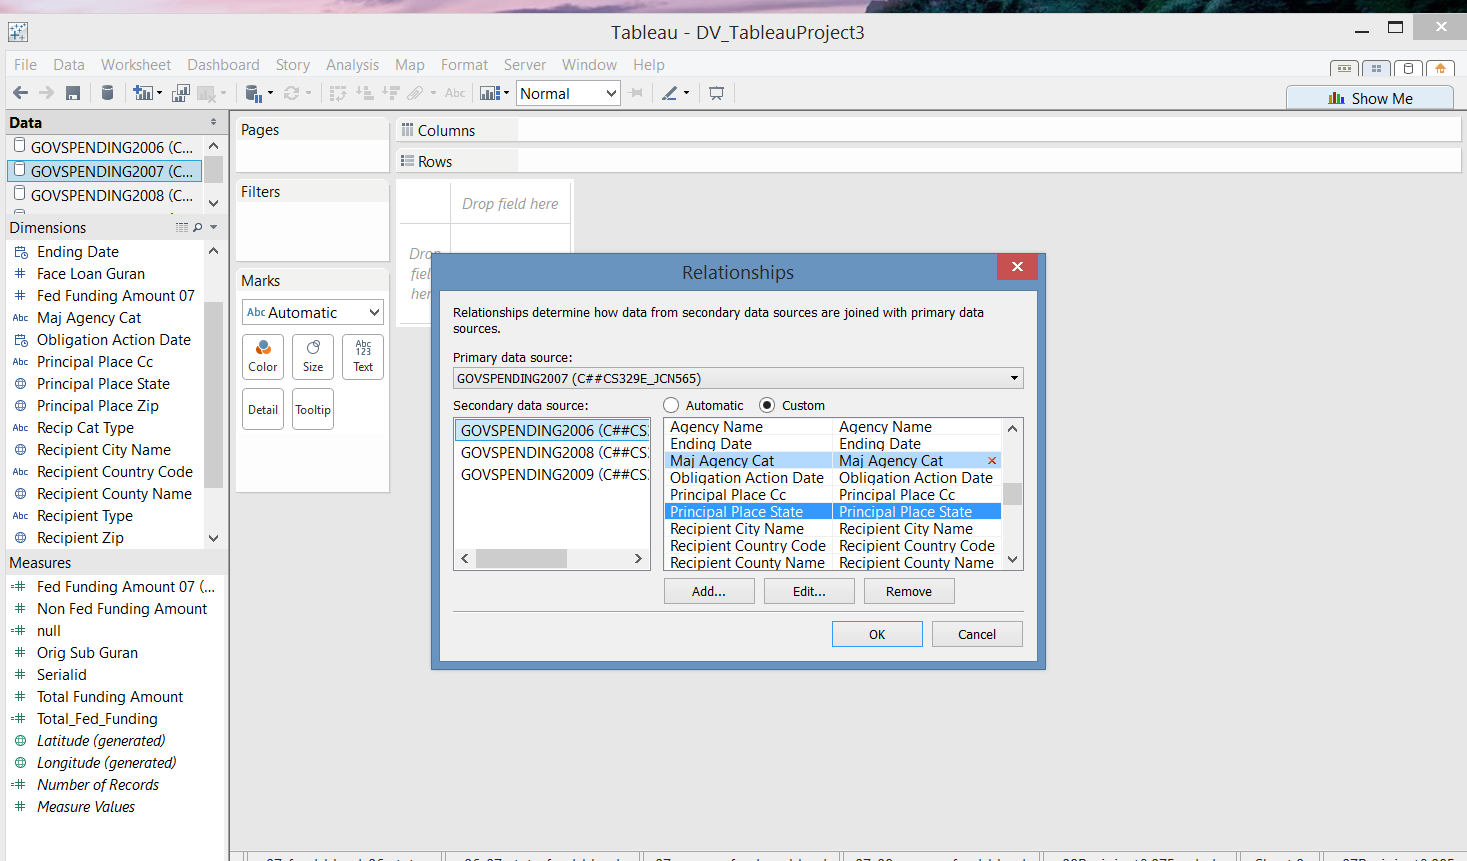 Tableau - DV_TableauProject3
File Data Worksheet Dashboard Story Analysis Map Format Server Window Help
Abc Normal
Show Me
Data
GOVSPENDING2006 (C...
GOVSPENDING2007 (C...
GOVSPENDING2008 (C...
Dimensions
Ending Date
Face Loan Guran
Fed Funding Amount 07
Abc Maj Agency Cat
Obligation Action Date
Abc Principal Place Cc
Principal Place State
Principal Place Zip
Abc Recip Cat Type
Recipient City Name
Abc Recipient Country Code
Recipient County Name
Abc Recipient Type
Recipient Zip
Measures
Fed Funding Amount 07 (...
Non Fed Funding Amount
null
Orig Sub Guran
Serialid
Total Funding Amount
Total_Fed_Funding
Latitude (generated)
Longitude (generated)
Number of Records
Measure Values
Pages
Filters
Marks
Abc Automatic
Color
Size
Abc
123
Text
Detail
Tooltip
Columns
Rows
Drop field here
Drop
Relationships
Relationships determine how data from secondary data sources are joined with primary data
sources.
Primary data source:
GOVSPENDING2007 (C##CS329E_JCN565)
Secondary data source:
Automatic Custom
GOVSPENDING2006 (C##CS
GOVSPENDING2008 (C##CS
GOVSPENDING2009 (C##CS
Agency Name Agency Name
Ending Date Ending Date
Maj Agency Cat Maj Agency Cat
Obligation Action Date Obligation Action Date
Principal Place Cc Principal Place Cc
Principal Place State Principal Place State
Recipient City Name Recipient City Name
Recipient Country Code Recipient Country Code
Recipient County Name Recipient County Name
Add... Edit... Remove
OK Cancel